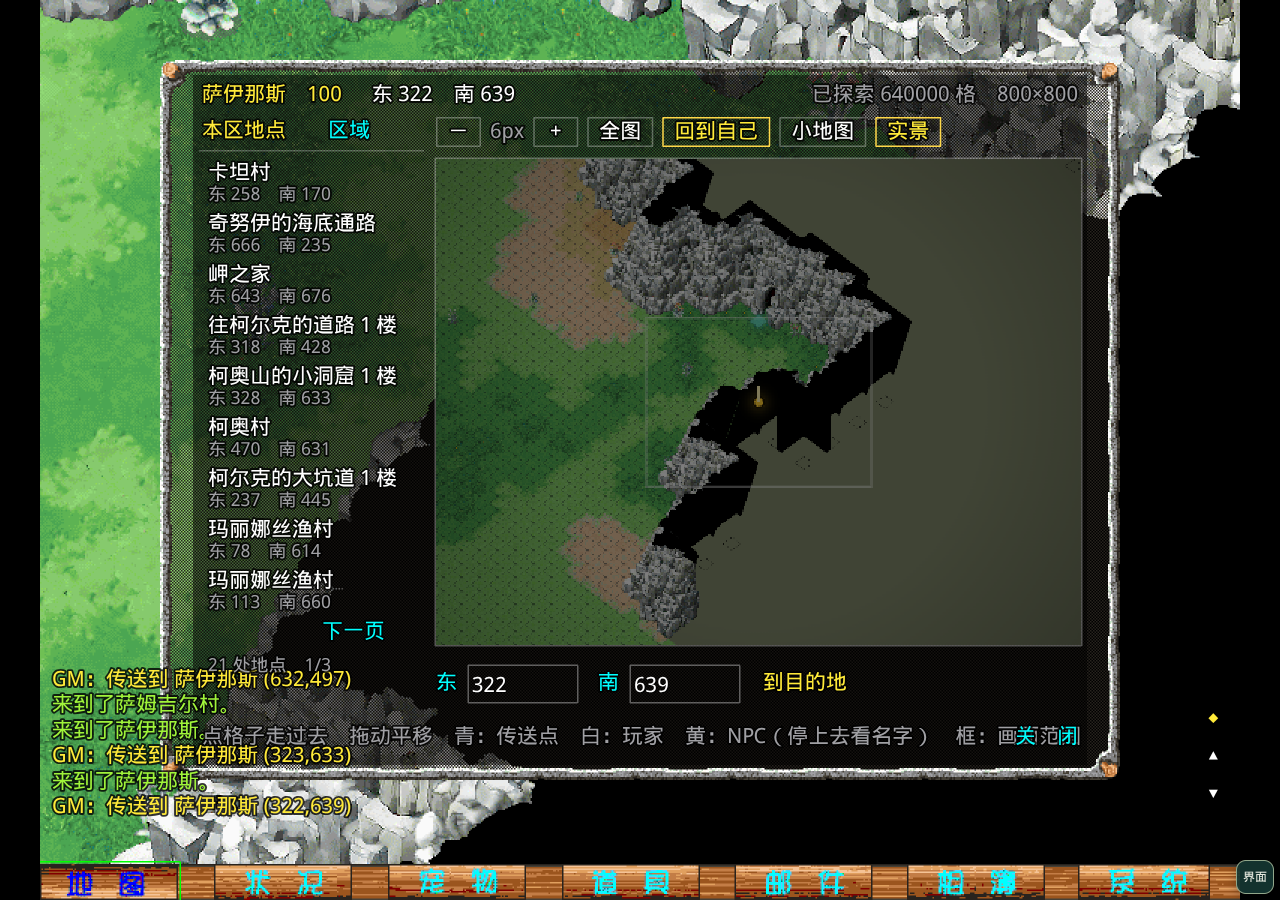 萨伊那斯 100 东 322 南 639 已探索 640000 格 800×800
本区地点 区域 — 6px + 全图 回到自己 小地图 实景
卡坦村
东 258 南 170
奇努伊的海底通路
东 666 南 235
岬之家
东 643 南 676
往柯尔克的道路 1 楼
东 318 南 428
柯奥山的小洞窟 1 楼
东 328 南 633
柯奥村
东 470 南 631
柯尔克的大坑道 1 楼
东 237 南 445
玛丽娜丝渔村
东 78 南 614
玛丽娜丝渔村
东 113 南 660
下一页
21 处地点 1/3
东 322 南 639 到目的地
点格子走过去 拖动平移 青：传送点 白：玩家 黄：NPC（停上去看名字） 框：画
关闭
GM：传送到 萨伊那斯 (632,497)
来到了萨姆吉尔村。
来到了萨伊那斯。
GM：传送到 萨伊那斯 (323,633)
来到了萨伊那斯。
GM：传送到 萨伊那斯 (322,639)
地图 状况 宠物 道具 邮件 相簿 系统
界面